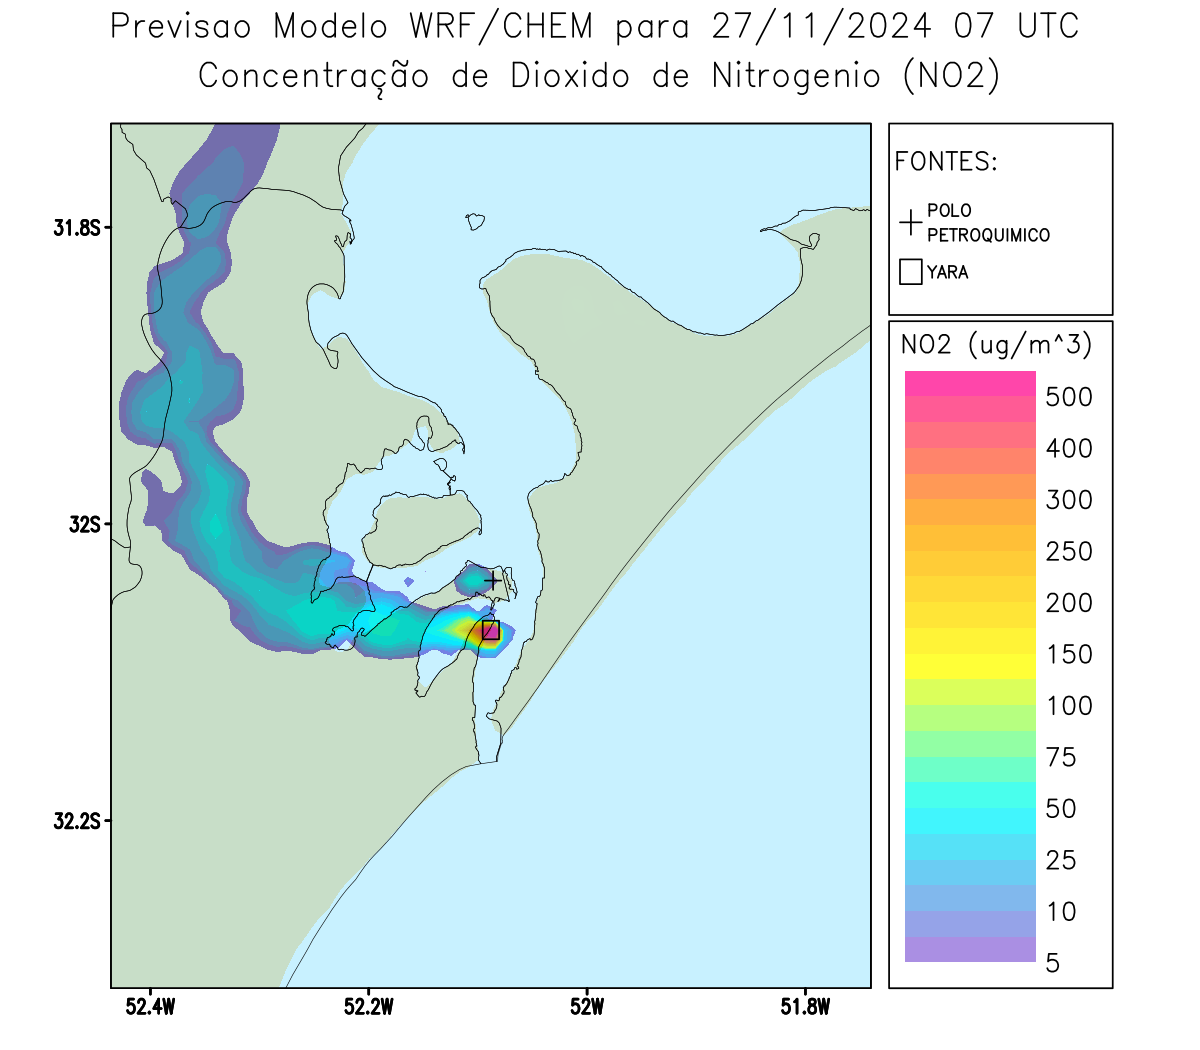 Previsao Modelo WRF/CHEM para 27/11/2024 07 UTC
Concentração de Dioxido de Nitrogenio (NO2)
FONTES:
POLO
PETROQUIMICO
YARA
31.8S
32S
32.2S
52.4W
52.2W
52W
51.8W
NO2 (ug/m^3)
500
400
300
250
200
150
100
75
50
25
10
5